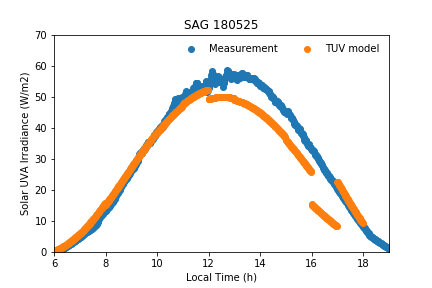 SAG 180525
Measurement TUV model
Solar UVA Irradiance (W/m2)
70
60
50
40
30
20
10
0
6 8 10 12 14 16 18
Local Time (h)